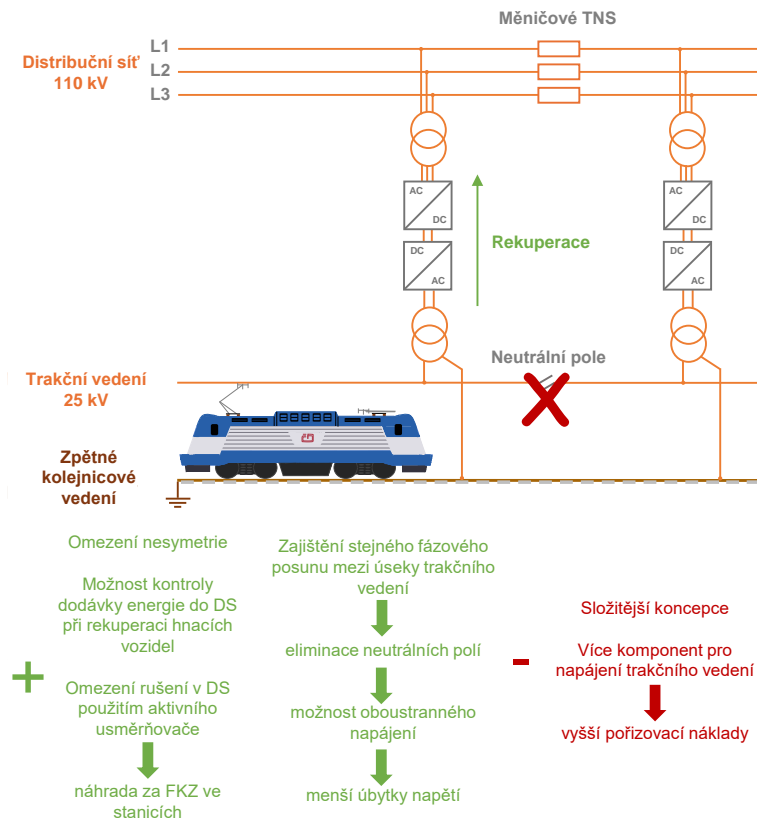 Měničové TNS
L1
Distribuční síť
110 kV
L2
L3
AC
DC
AC
DC
Rekuperace
DC
AC
DC
AC
Neutrální pole
Trakční vedení
25 kV
Zpětné
kolejnicové
vedení
+
Omezení nesymetrie
Možnost kontroly
dodávky energie do DS
při rekuperaci hnacích
vozidel
Omezení rušení v DS
použitím aktivního
usměrňovače
náhrada za FKZ ve
stanicích
Zajištění stejného fázového
posunu mezi úseky trakčního
vedení
eliminace neutrálních polí
možnost oboustranného
napájení
menší úbytky napětí
-
Složitější koncepce
Více komponent pro
napájení trakčního vedení
vyšší pořizovací náklady